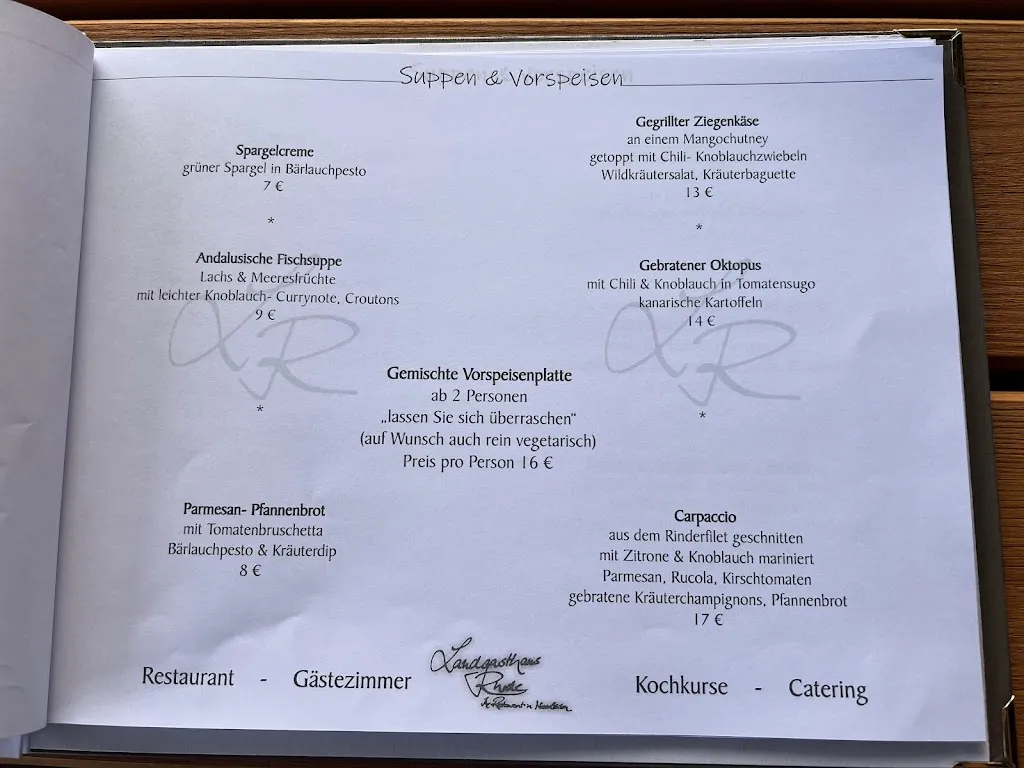 Suppen & Vorspeisen
Spargelcreme
grüner Spargel in Bärlauchpesto
7 €
*
Andalusische Fischsuppe
Lachs & Meeresfrüchte
mit leichter Knoblauch- Currynote, Croutons
9 €
*
Gegrillter Ziegenkäse
an einem Mangochutney
getoppt mit Chili- Knoblauchzwiebeln
Wildkräutersalat, Kräuterbaguette
13 €
*
Gebratener Oktopus
mit Chili & Knoblauch in Tomatensugo
kanarische Kartoffeln
14 €
*
Gemischte Vorspeisenplatte
ab 2 Personen
„lassen Sie sich überraschen“
(auf Wunsch auch rein vegetarisch)
Preis pro Person 16 €
Parmesan- Pfannenbrot
mit Tomatenbruschetta
Bärlauchpesto & Kräuterdip
8 €
Carpaccio
aus dem Rinderfilet geschnitten
mit Zitrone & Knoblauch mariniert
Parmesan, Rucola, Kirschtomaten
gebratene Kräuterchampignons, Pfannenbrot
17 €
LR
LR
Restaurant - Gästezimmer
Landgasthaus
Kochkurse - Catering